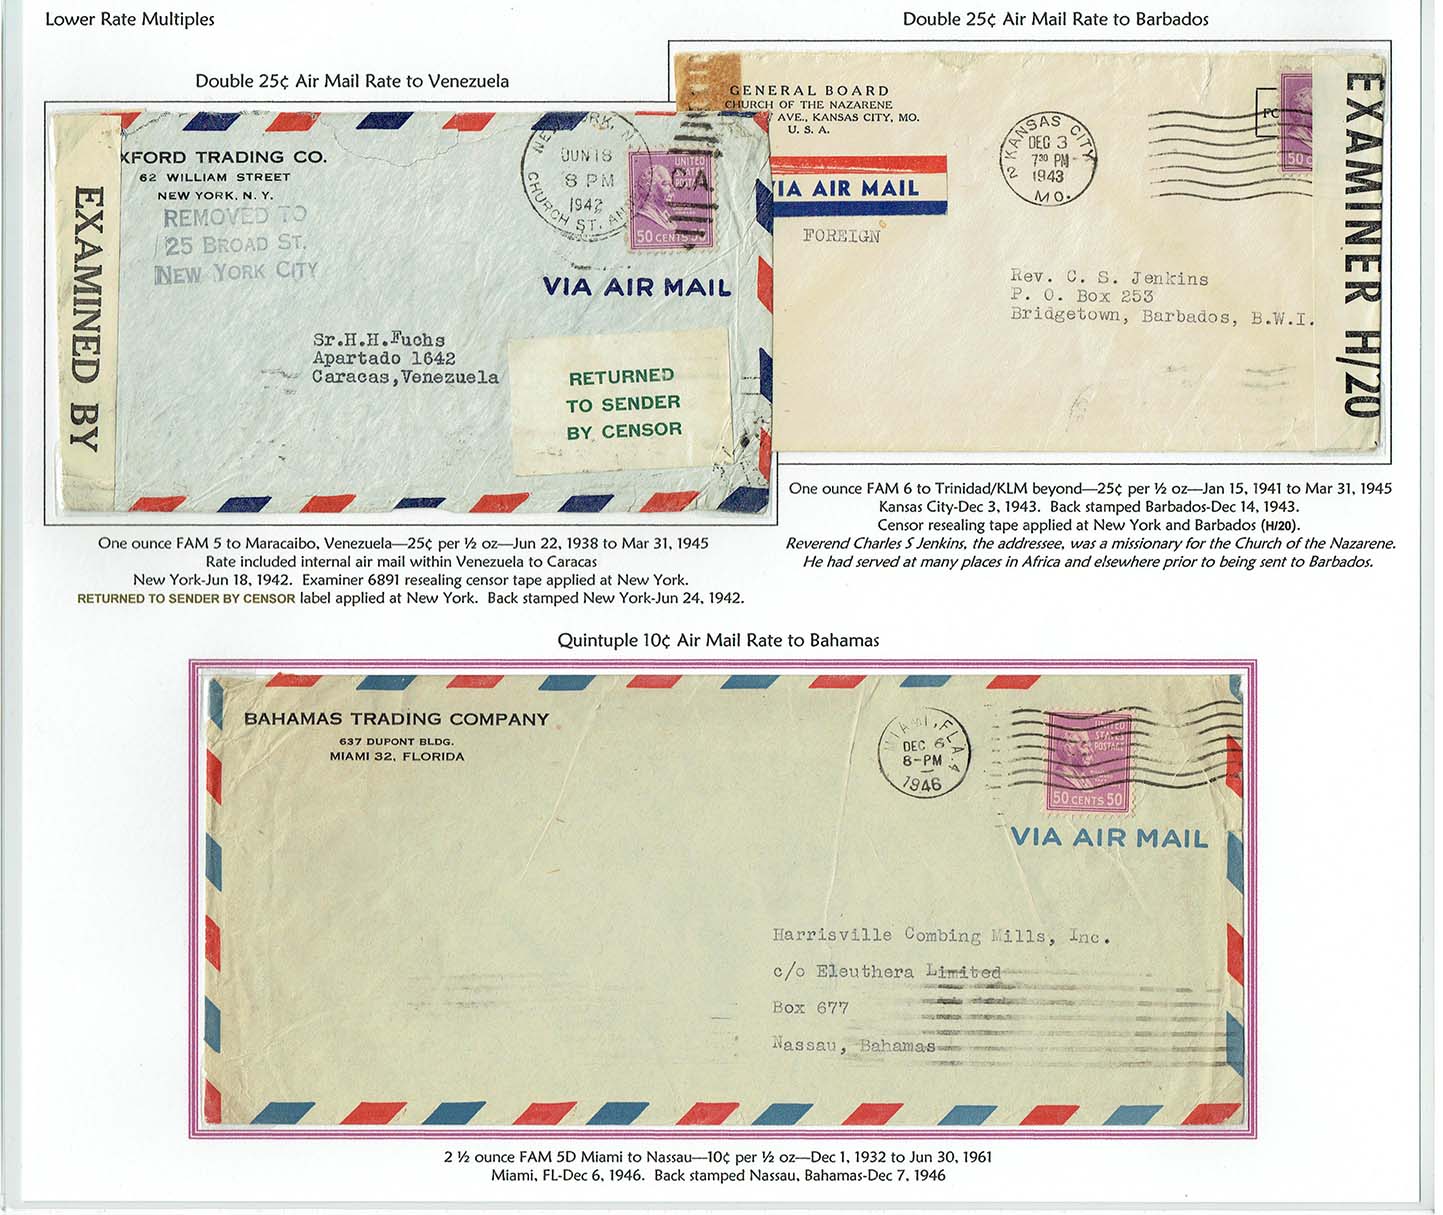 Lower Rate Multiples
Double 25¢ Air Mail Rate to Venezuela
XFORD TRADING CO.
62 WILLIAM STREET
NEW YORK, N. Y.
REMOVED TO
25 BROAD ST.
NEW YORK CITY
EXAMINED BY
NEW YORK, N.
JUN 18
8 PM
1942
CHURCH ST. ANN
UNITED
STATES
POSTAGE
C.A.
50 CENTS 50
VIA AIR MAIL
Sr.H.H.Fuchs
Apartado 1642
Caracas,Venezuela
RETURNED
TO SENDER
BY CENSOR
One ounce FAM 5 to Maracaibo, Venezuela—25¢ per ½ oz—Jun 22, 1938 to Mar 31, 1945
Rate included internal air mail within Venezuela to Caracas
New York-Jun 18, 1942. Examiner 6891 resealing censor tape applied at New York.
RETURNED TO SENDER BY CENSOR label applied at New York. Back stamped New York-Jun 24, 1942.
Double 25¢ Air Mail Rate to Barbados
GENERAL BOARD
CHURCH OF THE NAZARENE
AVE., KANSAS CITY, MO.
U. S. A.
VIA AIR MAIL
FOREIGN
2 KANSAS CITY
DEC 3
7³⁰ PM
1943
MO.
50 C
EXAMINER H/20
Rev. C. S. Jenkins
P. O. Box 253
Bridgetown, Barbados, B.W.I.
One ounce FAM 6 to Trinidad/KLM beyond—25¢ per ½ oz—Jan 15, 1941 to Mar 31, 1945
Kansas City-Dec 3, 1943. Back stamped Barbados-Dec 14, 1943.
Censor resealing tape applied at New York and Barbados (H/20).
Reverend Charles S Jenkins, the addressee, was a missionary for the Church of the Nazarene.
He had served at many places in Africa and elsewhere prior to being sent to Barbados.
Quintuple 10¢ Air Mail Rate to Bahamas
BAHAMAS TRADING COMPANY
637 DUPONT BLDG.
MIAMI 32, FLORIDA
MIAMI, FLA. 4
DEC 6
8-PM
1946
UNITED
STATES
POSTAGE
50 CENTS 50
VIA AIR MAIL
Harrisville Combing Mills, Inc.
c/o Eleuthera Limited
Box 677
Nassau, Bahamas
2 ½ ounce FAM 5D Miami to Nassau—10¢ per ½ oz—Dec 1, 1932 to Jun 30, 1961
Miami, FL-Dec 6, 1946. Back stamped Nassau, Bahamas-Dec 7, 1946